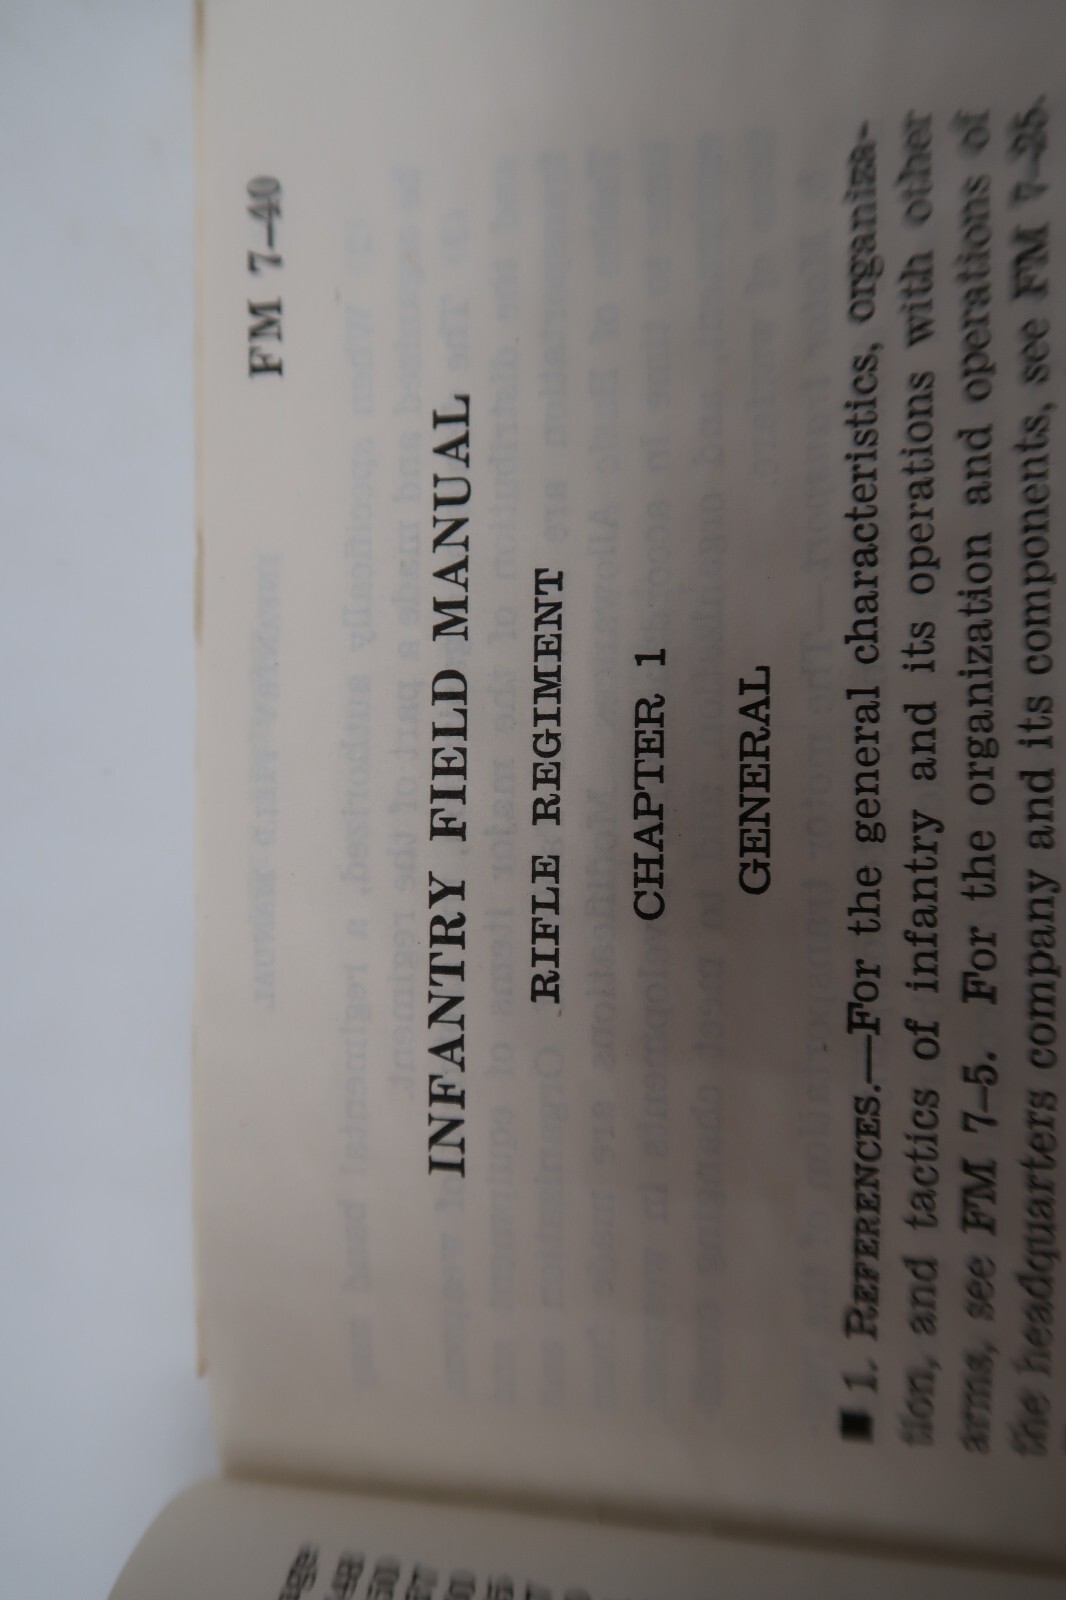 FM 7–40
INFANTRY FIELD MANUAL
RIFLE REGIMENT
CHAPTER 1
GENERAL
■ 1. REFERENCES.—For the general characteristics, organiza-
tion, and tactics of infantry and its operations with other
arms, see FM 7–5. For the organization and operations of
the headquarters company and its components, see FM 7–25.